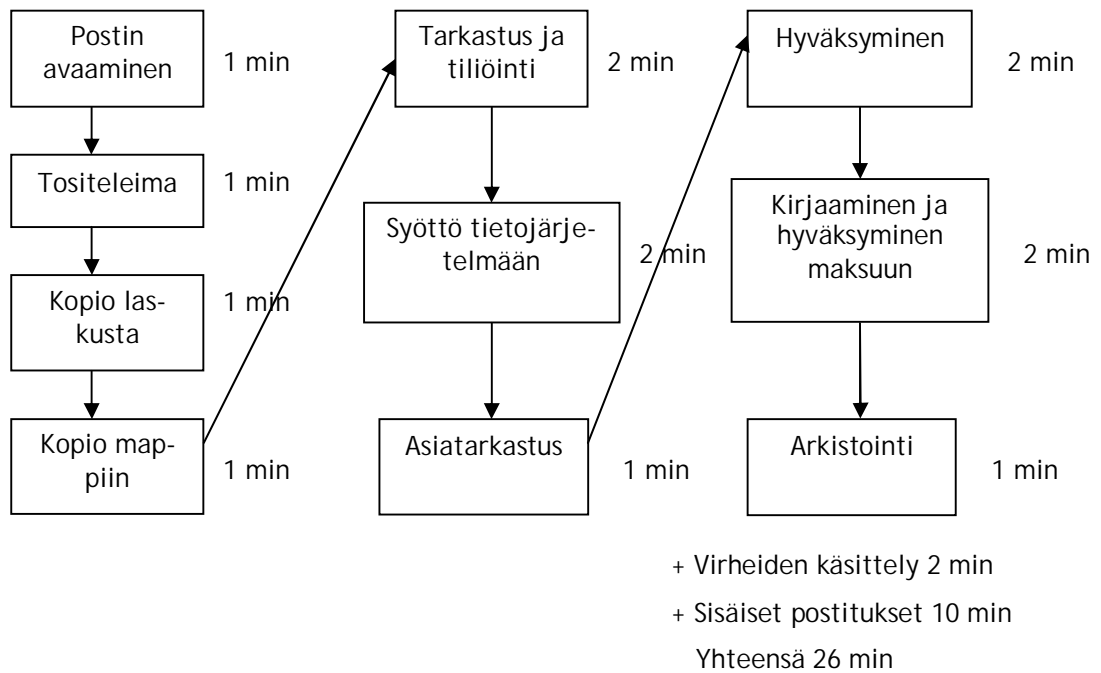 Postin
avaaminen
1 min
Tositeleima
1 min
Kopio las-
kusta
1 min
Kopio map-
piin
1 min
Tarkastus ja
tiliöinti
2 min
Syöttö tietojärje-
telmään
2 min
Asiatarkastus
1 min
Hyväksyminen
2 min
Kirjaaminen ja
hyväksyminen
maksuun
2 min
Arkistointi
1 min
+ Virheiden käsittely 2 min
+ Sisäiset postitukset 10 min
Yhteensä 26 min